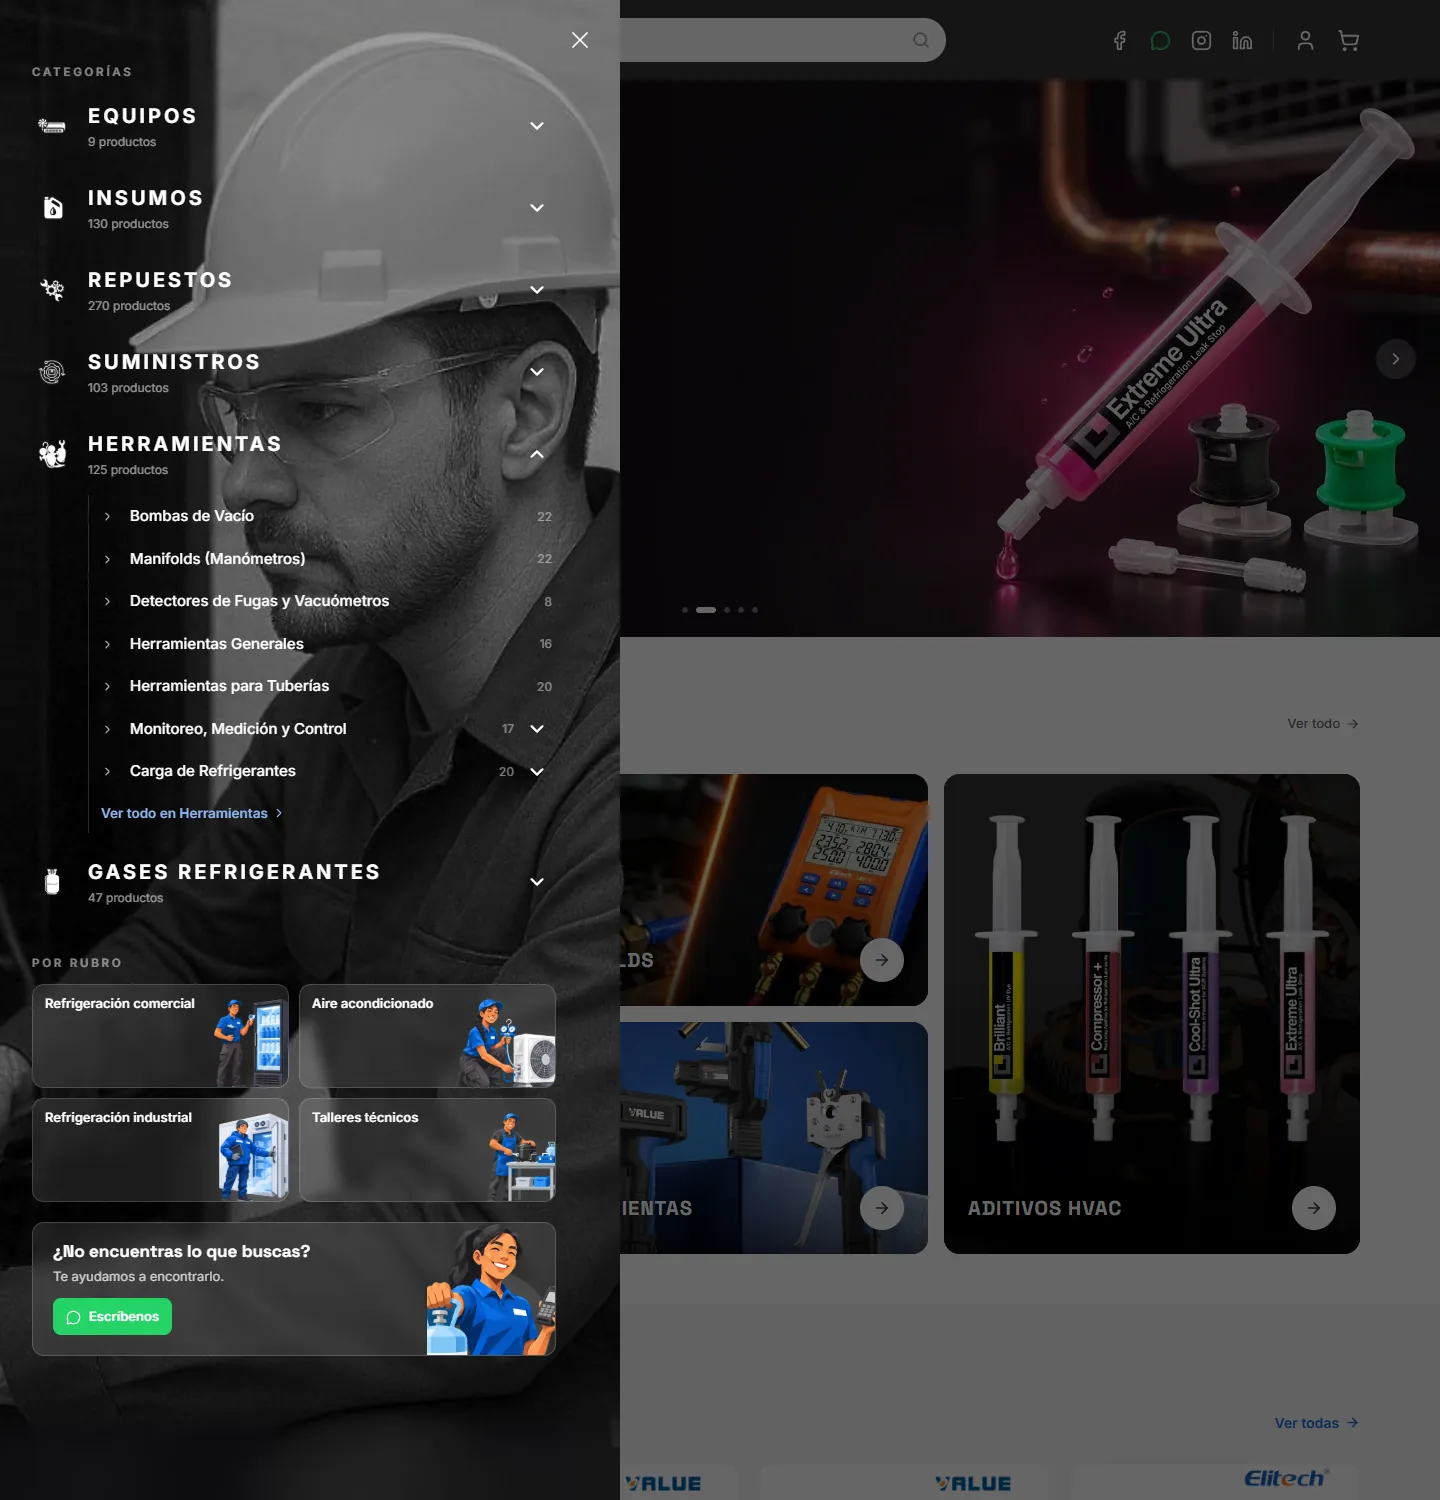 CATEGORÍAS
EQUIPOS
9 productos
INSUMOS
130 productos
REPUESTOS
270 productos
SUMINISTROS
103 productos
HERRAMIENTAS
125 productos
Bombas de Vacío 22
Manifolds (Manómetros) 22
Detectores de Fugas y Vacuómetros 8
Herramientas Generales 16
Herramientas para Tuberías 20
Monitoreo, Medición y Control 17
Carga de Refrigerantes 20
Ver todo en Herramientas
GASES REFRIGERANTES
47 productos
POR RUBRO
Refrigeración comercial
Aire acondicionado
Refrigeración industrial
Talleres técnicos
¿No encuentras lo que buscas?
Te ayudamos a encontrarlo.
Escríbenos
Extreme Ultra
A/C & Refrigeration Leak Stop
Ver todo
LDS
VALUE
IENTAS
Brilliant
Compressor +
Cool-Shot Ultra
Extreme Ultra
ADITIVOS HVAC
Ver todas
VALUE
VALUE
Elitech